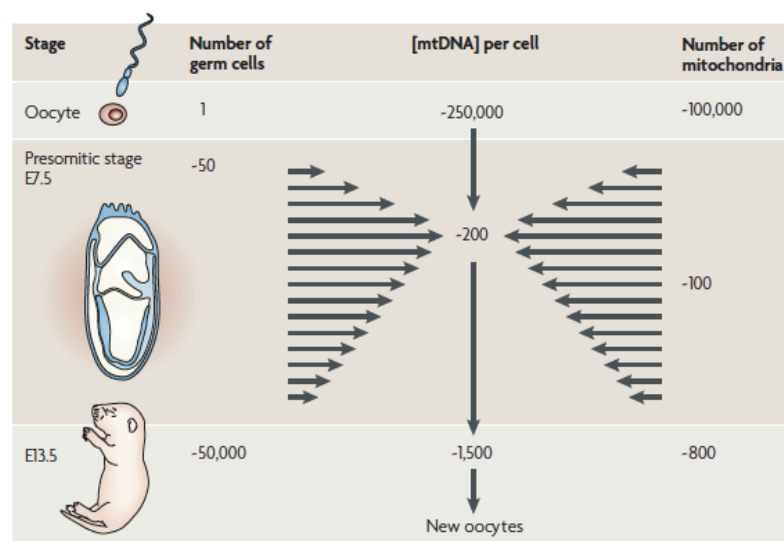 Stage
Number of
germ cells
[mtDNA] per cell
Number of
mitochondria
Oocyte
1
-250,000
-100,000
Presomitic stage
E7.5
-50
-200
-100
E13.5
-50,000
-1,500
-800
New oocytes